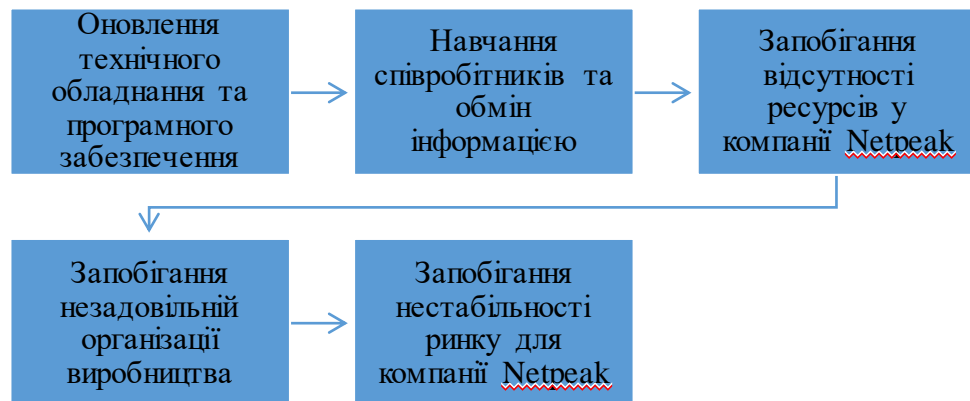 Оновлення
технічного
обладнання та
програмного
забезпечення
Навчання
співробітників та
обмін
інформацією
Запобігання
відсутності
ресурсів у
компанії Netpeak
Запобігання
незадовільній
організації
виробництва
Запобігання
нестабільності
ринку для
компанії Netpeak